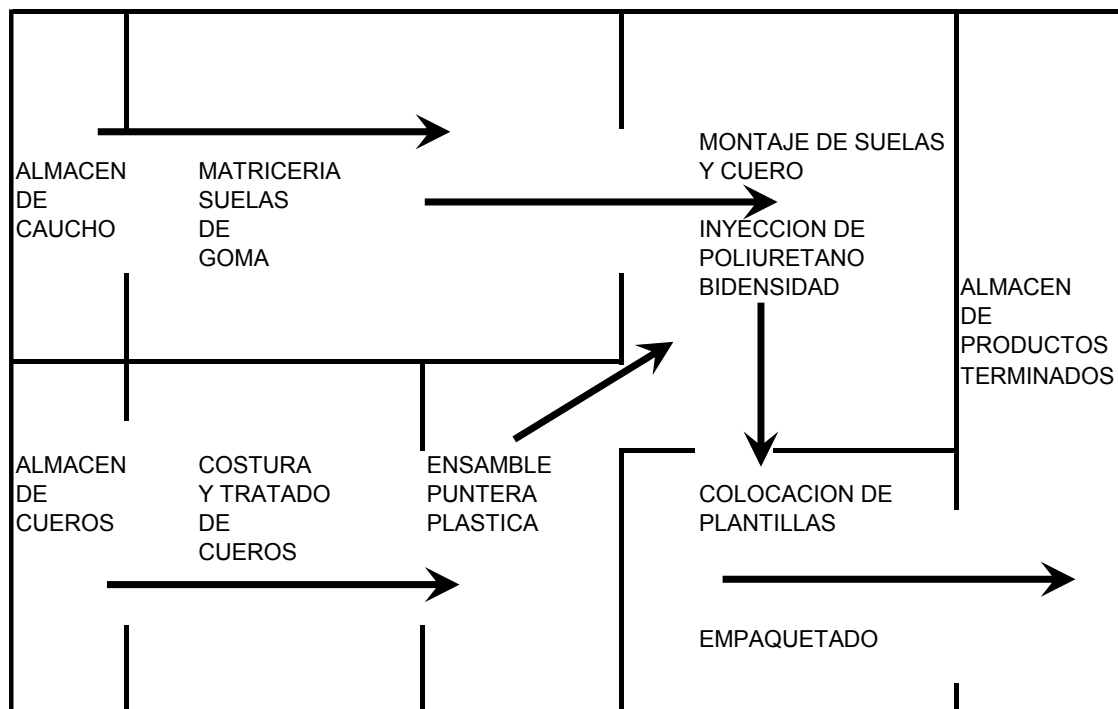 ALMACEN
DE
CAUCHO
MATRICERIA
SUELAS
DE
GOMA
MONTAJE DE SUELAS
Y CUERO
INYECCION DE
POLIURETANO
BIDENSIDAD
ALMACEN
DE
PRODUCTOS
TERMINADOS
ALMACEN
DE
CUEROS
COSTURA
Y TRATADO
DE
CUEROS
ENSAMBLE
PUNTERA
PLASTICA
COLOCACION DE
PLANTILLAS
EMPAQUETADO